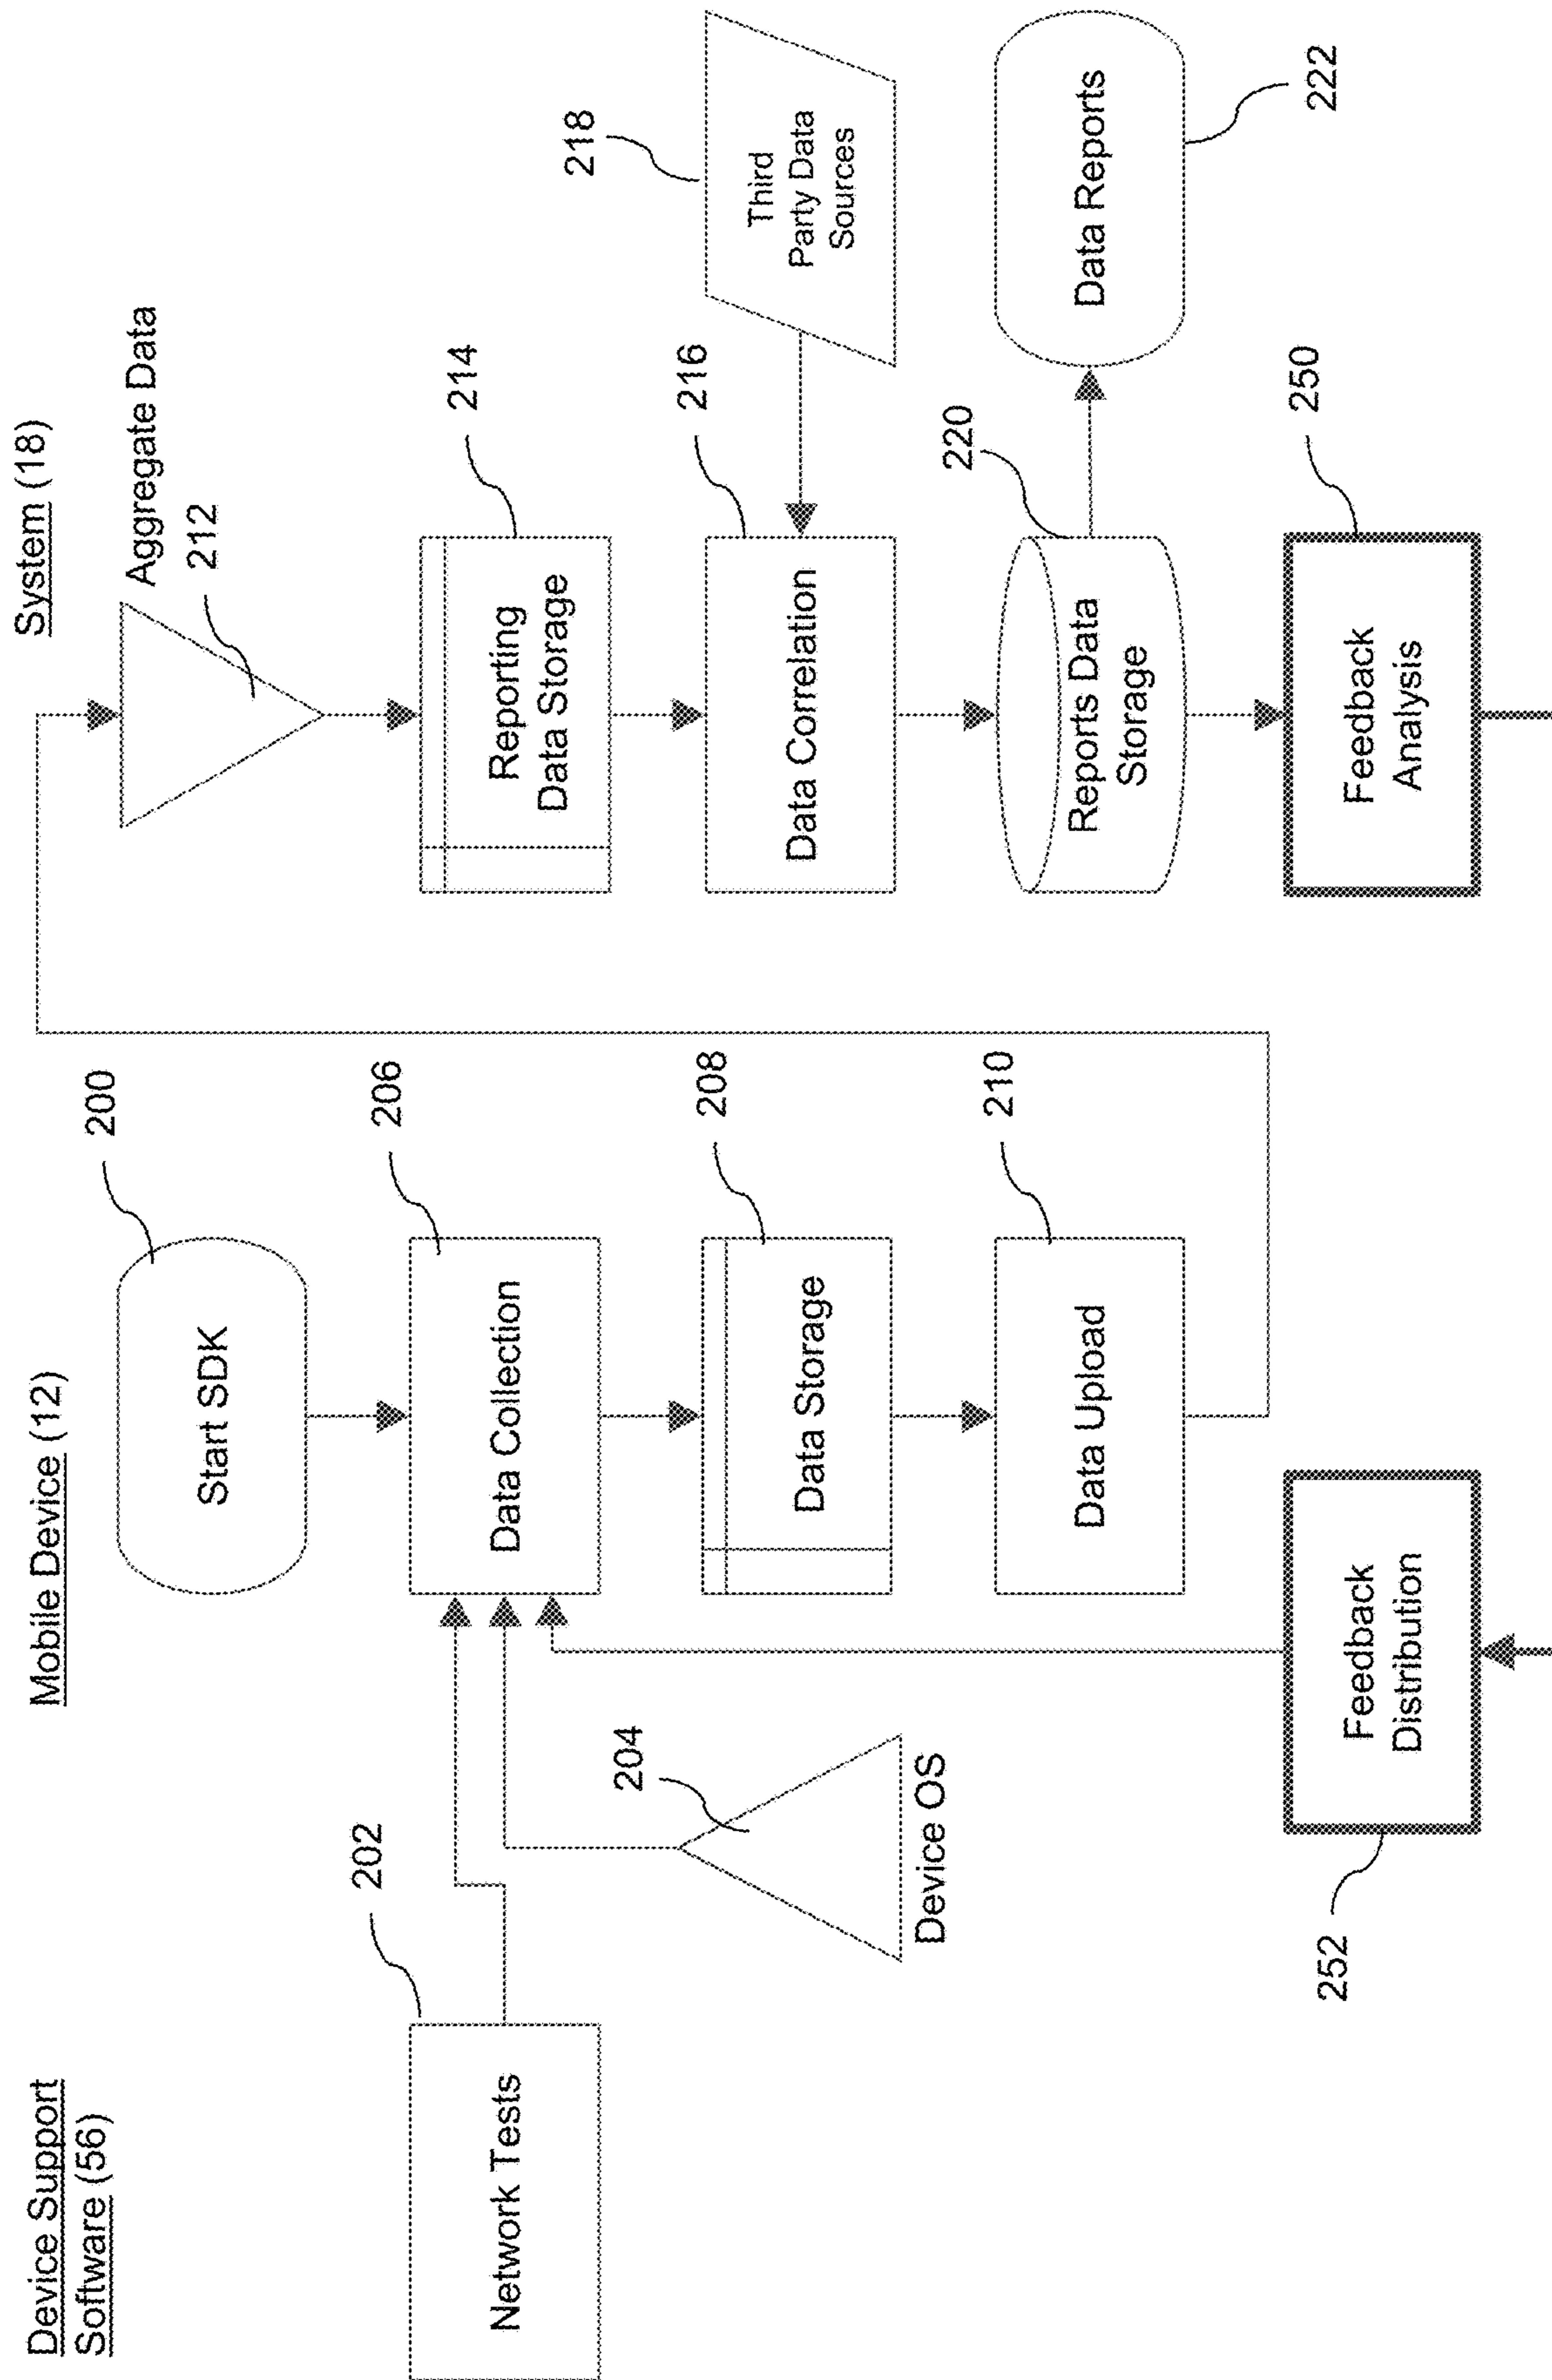 Device Support
Software (56)
Mobile Device (12)
System (18)
200
Start SDK
202
Network Tests
204
Device OS
206
Data Collection
208
Data Storage
210
Data Upload
Feedback
Distribution
252
Aggregate Data
212
214
Reporting
Data Storage
216
Data Correlation
218
Third
Party Data
Sources
220
Reports Data
Storage
Data Reports
222
250
Feedback
Analysis